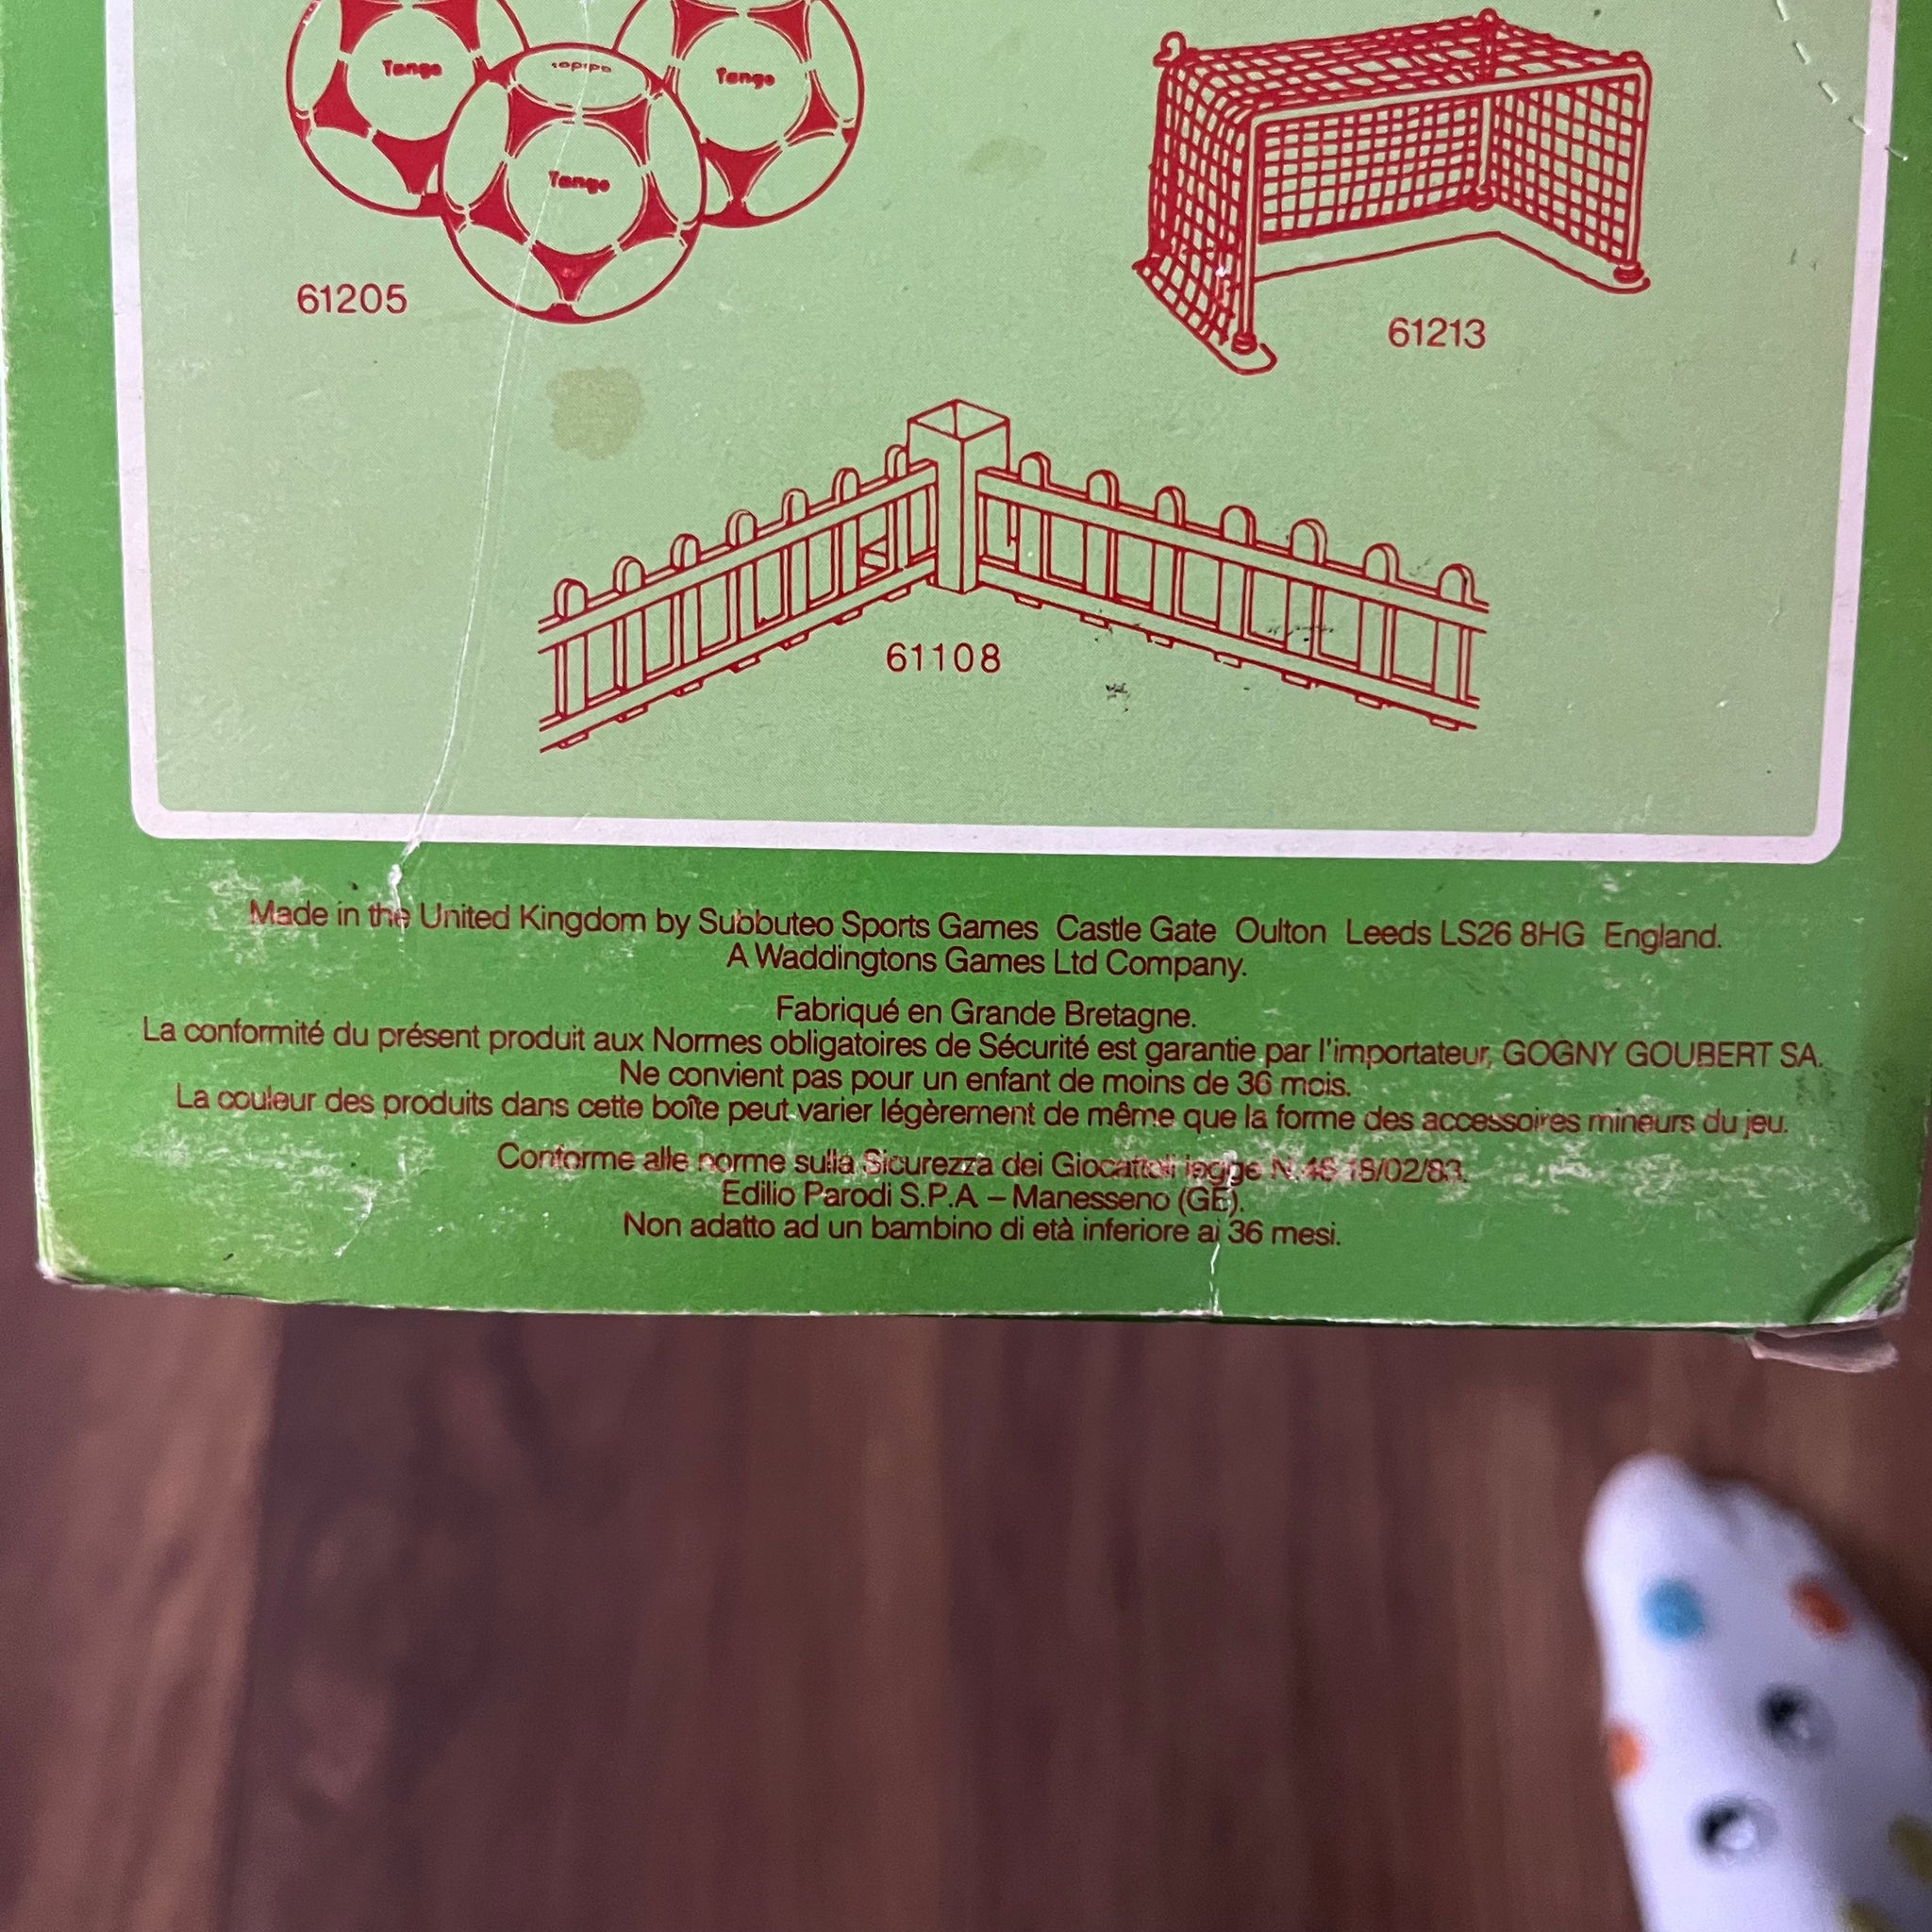 Tango
Tango
Tango
61205
61213
61108
Made in the United Kingdom by Subbuteo Sports Games Castle Gate Oulton Leeds LS26 8HG England.
A Waddingtons Games Ltd Company.
Fabriqué en Grande Bretagne.
La conformité du présent produit aux Normes obligatoires de Sécurité est garantie par l'importateur, GOGNY GOUBERT SA.
Ne convient pas pour un enfant de moins de 36 mois.
La couleur des produits dans cette boîte peut varier légèrement de même que la forme des accessoires mineurs du jeu.
Conforme alle norme sulla Sicurezza dei Giocattoli legge N. 46 18/02/83.
Edilio Parodi S.P.A. – Manesseno (GE).
Non adatto ad un bambino di età inferiore ai 36 mesi.